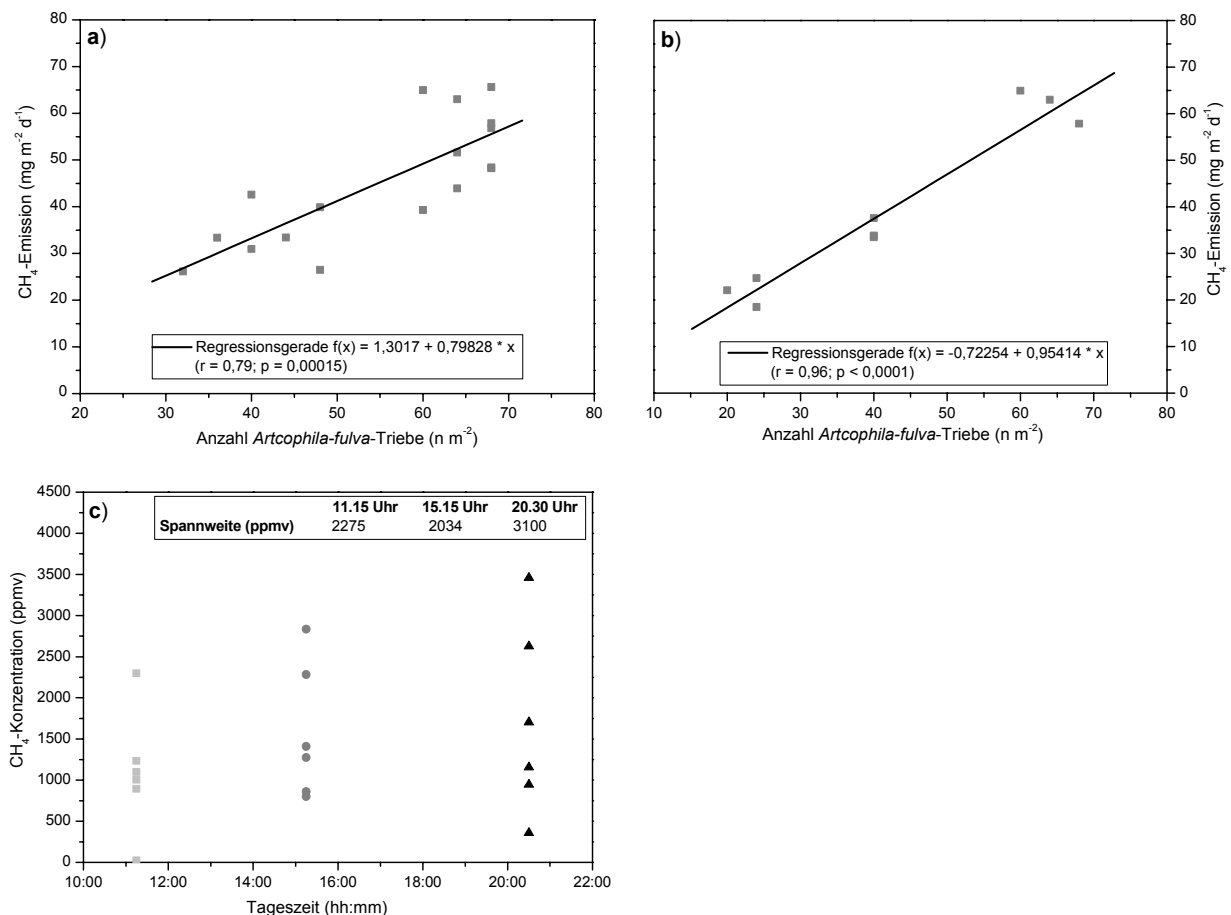 a)
80
70
60
50
40
30
20
10
0
CH₄-Emission (mg m⁻² d⁻¹)
Regressionsgerade f(x) = 1,3017 + 0,79828 * x
(r = 0,79; p = 0,00015)
20 30 40 50 60 70 80
Anzahl Artcophila-fulva-Triebe (n m⁻²)
b)
80
70
60
50
40
30
20
10
0
CH₄-Emission (mg m⁻² d⁻¹)
Regressionsgerade f(x) = -0,72254 + 0,95414 * x
(r = 0,96; p < 0,0001)
10 20 30 40 50 60 70 80
Anzahl Artcophila-fulva-Triebe (n m⁻²)
c)
4500
4000
3500
3000
2500
2000
1500
1000
500
0
CH₄-Konzentration (ppmv)
11.15 Uhr 15.15 Uhr 20.30 Uhr
Spannweite (ppmv) 2275 2034 3100
10:00 12:00 14:00 16:00 18:00 20:00 22:00
Tageszeit (hh:mm)